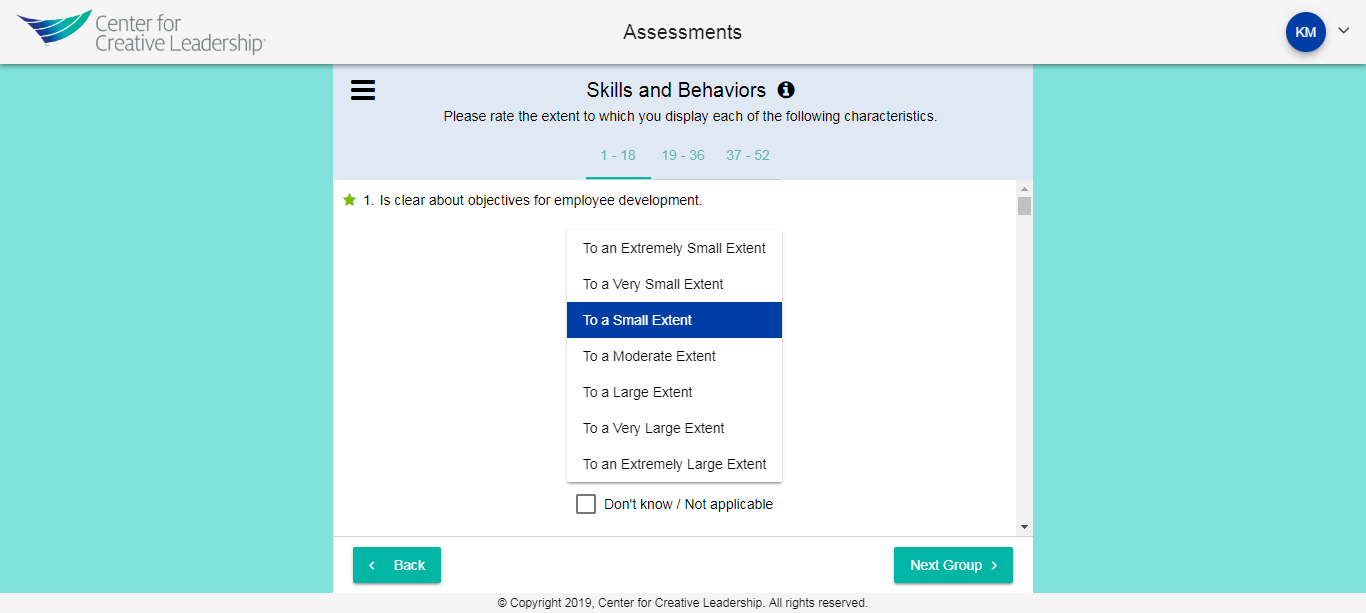 Center for
Creative Leadership®
Assessments
KM
Skills and Behaviors
Please rate the extent to which you display each of the following characteristics.
1 - 18 19 - 36 37 - 52
1. Is clear about objectives for employee development.
To an Extremely Small Extent
To a Very Small Extent
To a Small Extent
To a Moderate Extent
To a Large Extent
To a Very Large Extent
To an Extremely Large Extent
Don't know / Not applicable
Back
Next Group
© Copyright 2019, Center for Creative Leadership. All rights reserved.